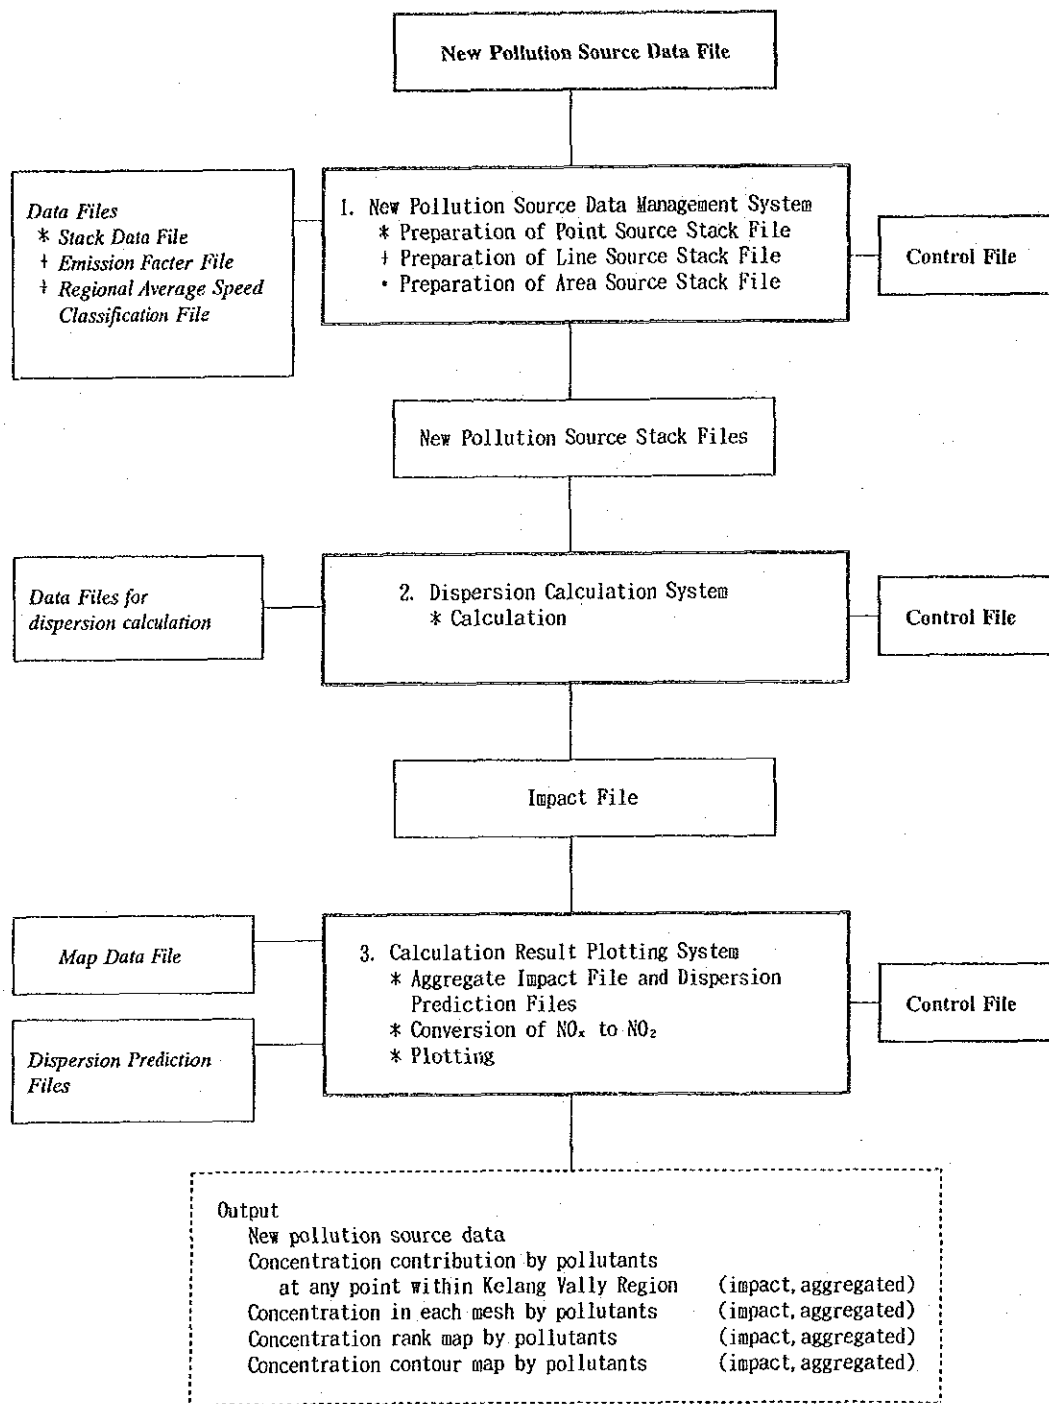 New Pollution Source Data File
Data Files
* Stack Data File
ǂ Emission Facter File
ǂ Regional Average Speed
Classification File
1. New Pollution Source Data Management System
* Preparation of Point Source Stack File
ǂ Preparation of Line Source Stack File
• Preparation of Area Source Stack File
Control File
New Pollution Source Stack Files
Data Files for
dispersion calculation
2. Dispersion Calculation System
* Calculation
Control File
Impact File
Map Data File
Dispersion Prediction
Files
3. Calculation Result Plotting System
* Aggregate Impact File and Dispersion
Prediction Files
* Conversion of NOₓ to NO₂
* Plotting
Control File
Output
New pollution source data
Concentration contribution by pollutants
at any point within Kelang Vally Region (impact, aggregated)
Concentration in each mesh by pollutants (impact, aggregated)
Concentration rank map by pollutants (impact, aggregated)
Concentration contour map by pollutants (impact, aggregated)